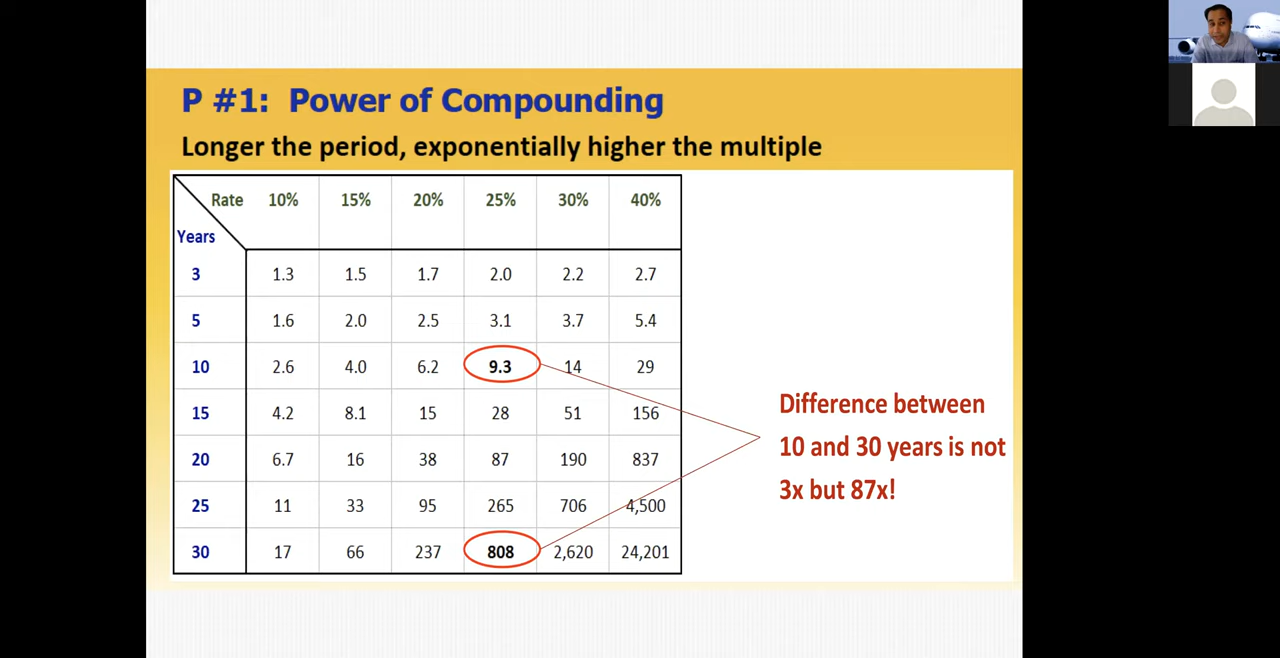 P #1: Power of Compounding
Longer the period, exponentially higher the multiple
Rate 10% 15% 20% 25% 30% 40%
Years
3 1.3 1.5 1.7 2.0 2.2 2.7
5 1.6 2.0 2.5 3.1 3.7 5.4
10 2.6 4.0 6.2 9.3 14 29
15 4.2 8.1 15 28 51 156
20 6.7 16 38 87 190 837
25 11 33 95 265 706 4,500
30 17 66 237 808 2,620 24,201
Difference between
10 and 30 years is not
3x but 87x!